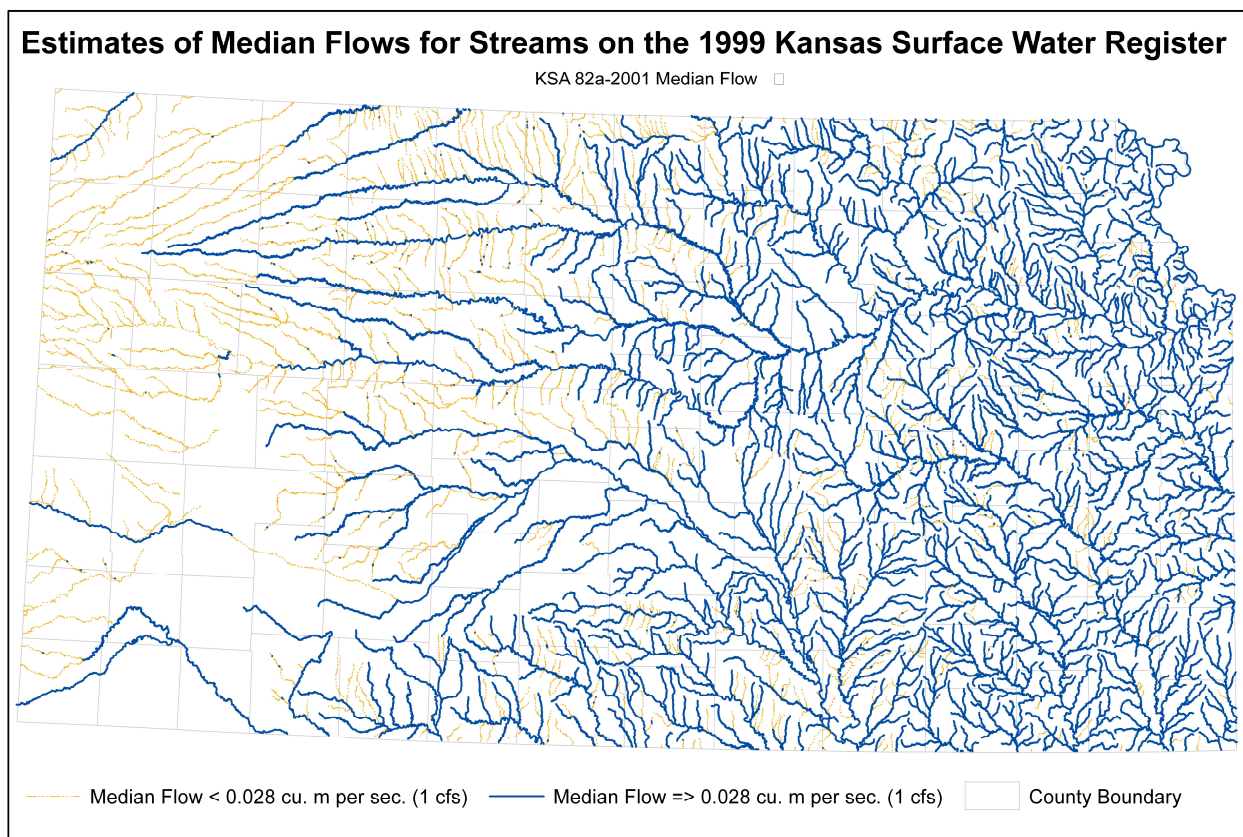 Estimates of Median Flows for Streams on the 1999 Kansas Surface Water Register
KSA 82a-2001 Median Flow
Median Flow < 0.028 cu. m per sec. (1 cfs)
Median Flow => 0.028 cu. m per sec. (1 cfs)
County Boundary